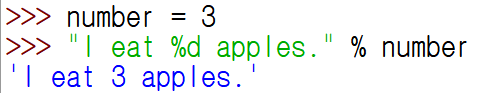 >>> number = 3
>>> "I eat %d apples." % number
'I eat 3 apples.'